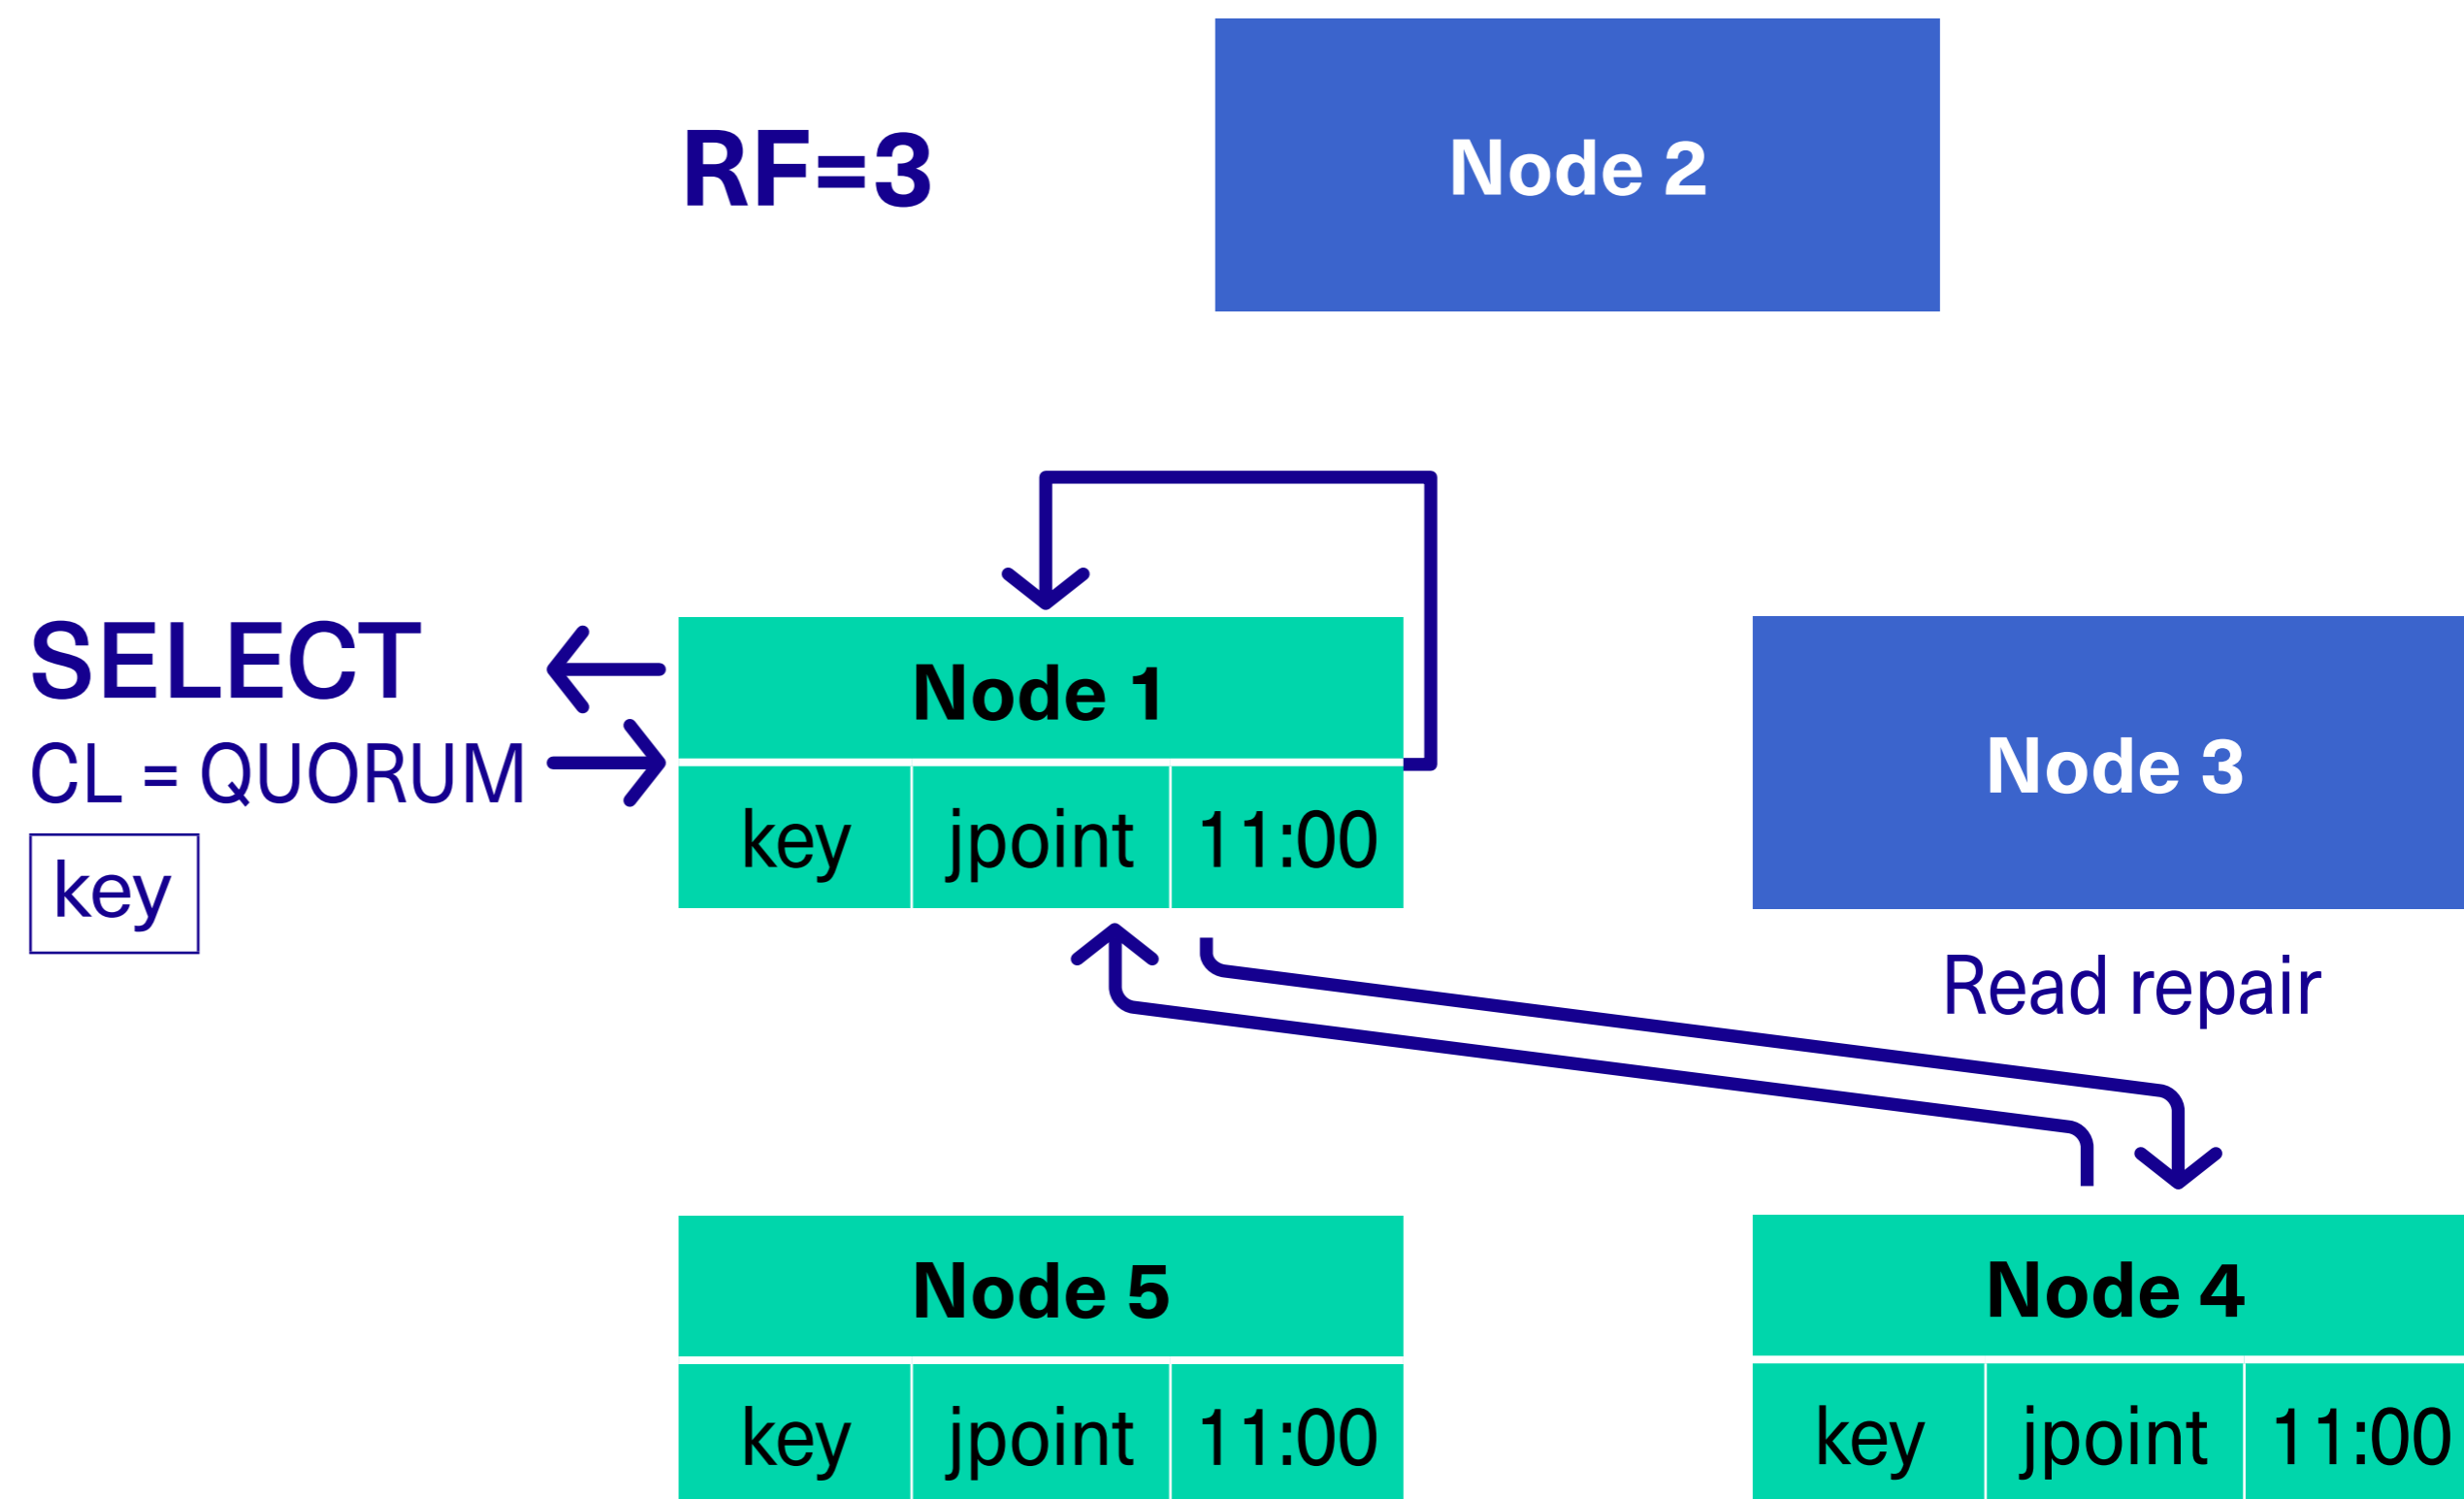 RF=3
Node 2
SELECT
CL = QUORUM
key
Node 1
key jpoint 11:00
Node 3
Read repair
Node 5
key jpoint 11:00
Node 4
key jpoint 11:00